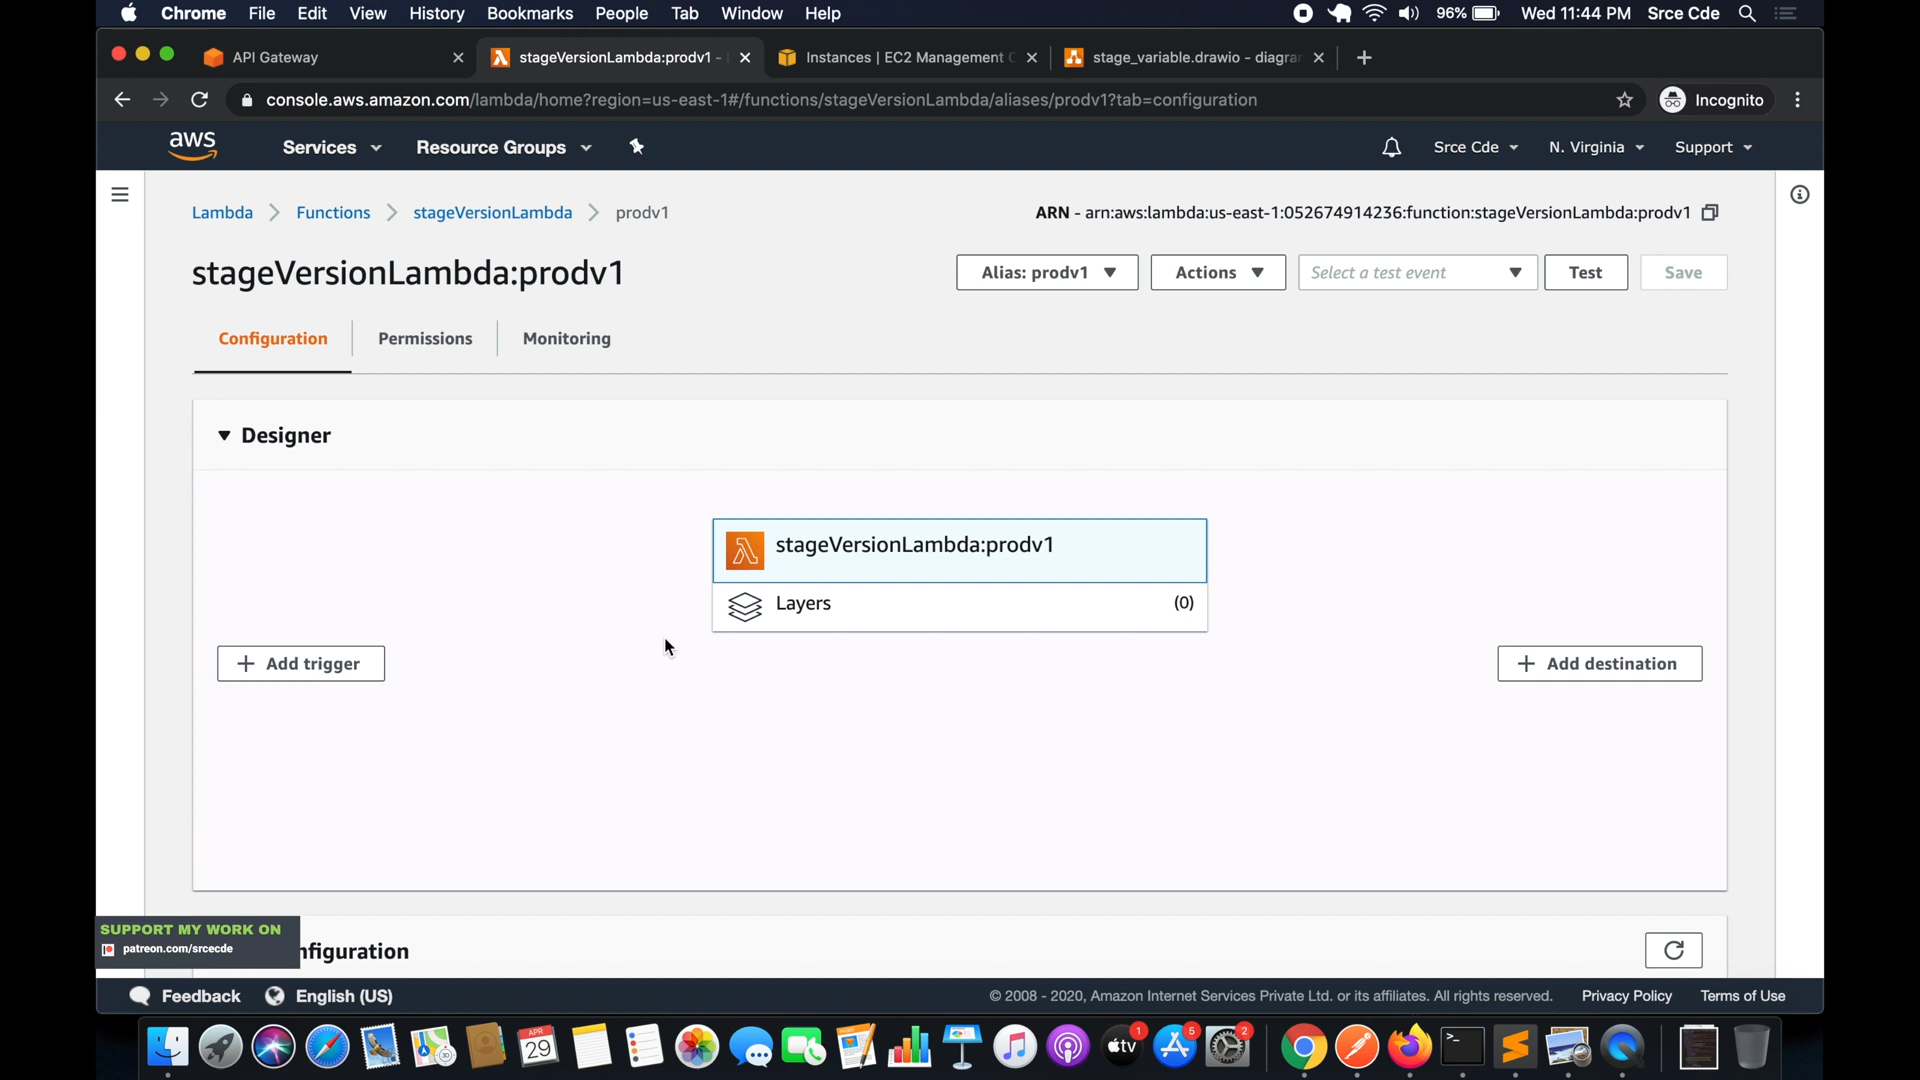 Chrome File Edit View History Bookmarks People Tab Window Help 96% Wed 11:44 PM Srce Cde
API Gateway stageVersionLambda:prodv1 - Instances | EC2 Management C stage_variable.drawio - diagra
console.aws.amazon.com/lambda/home?region=us-east-1#/functions/stageVersionLambda/aliases/prodv1?tab=configuration Incognito
aws Services Resource Groups Srce Cde N. Virginia Support
Lambda Functions stageVersionLambda prodv1 ARN - arn:aws:lambda:us-east-1:052674914236:function:stageVersionLambda:prodv1
stageVersionLambda:prodv1 Alias: prodv1 Actions Select a test event Test Save
Configuration Permissions Monitoring
Designer
stageVersionLambda:prodv1
Layers (0)
+ Add trigger + Add destination
SUPPORT MY WORK ON
patreon.com/srcecde
nfiguration
Feedback English (US) © 2008 - 2020, Amazon Internet Services Private Ltd. or its affiliates. All rights reserved. Privacy Policy Terms of Use
APR
29
tv
1
5
2